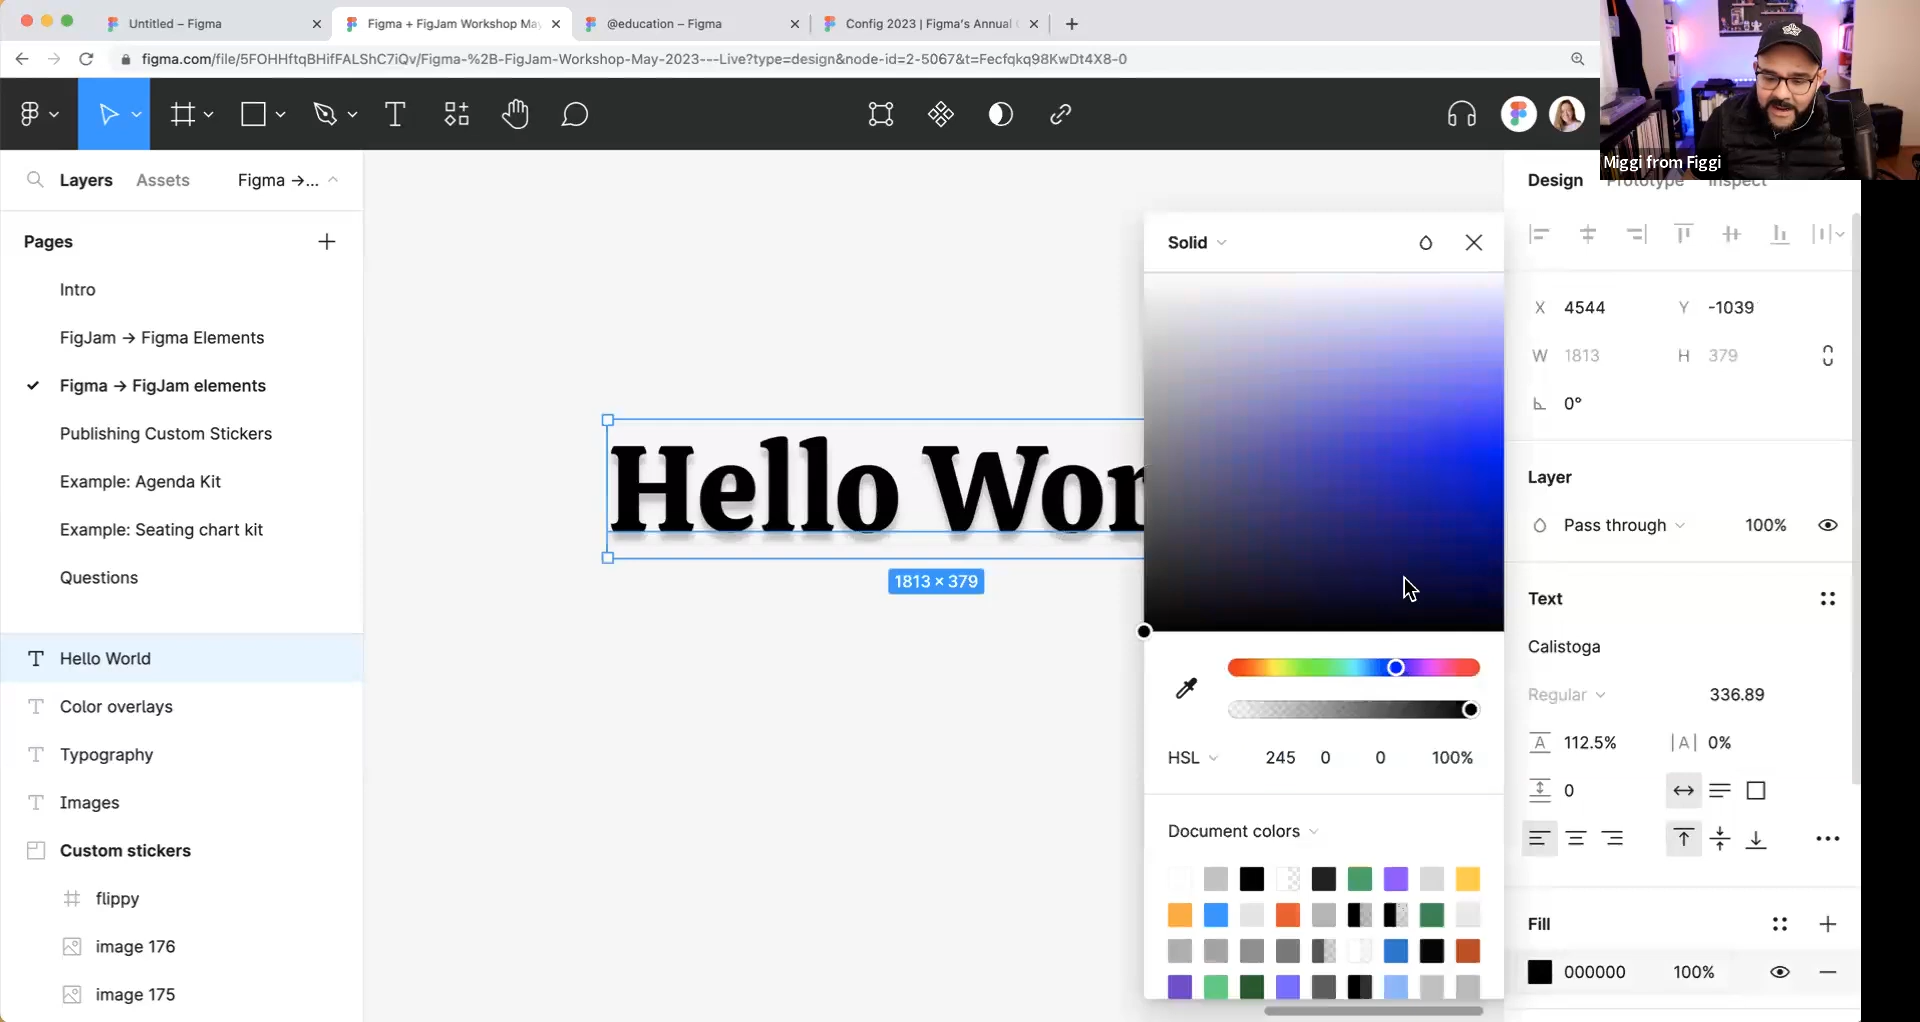 Untitled – Figma
Figma + FigJam Workshop May
@education – Figma
Config 2023 | Figma's Annual
figma.com/file/5FOHHftqBHifFALShC7iQv/Figma-%2B-FigJam-Workshop-May-2023---Live?type=design&node-id=2-5067&t=Fecfqkq98KwDt4X8-0
Miggi from Figgi
Layers Assets Figma →...
Design Prototype Inspect
Pages
Intro
FigJam → Figma Elements
Figma → FigJam elements
Publishing Custom Stickers
Example: Agenda Kit
Example: Seating chart kit
Questions
Hello World
Color overlays
Typography
Images
Custom stickers
flippy
image 176
image 175
Hello Wor
1813 × 379
Solid
HSL 245 0 0 100%
Document colors
X 4544 Y -1039
W 1813 H 379
0°
Layer
Pass through 100%
Text
Calistoga
Regular 336.89
A 112.5% |A| 0%
0
Fill
000000 100%